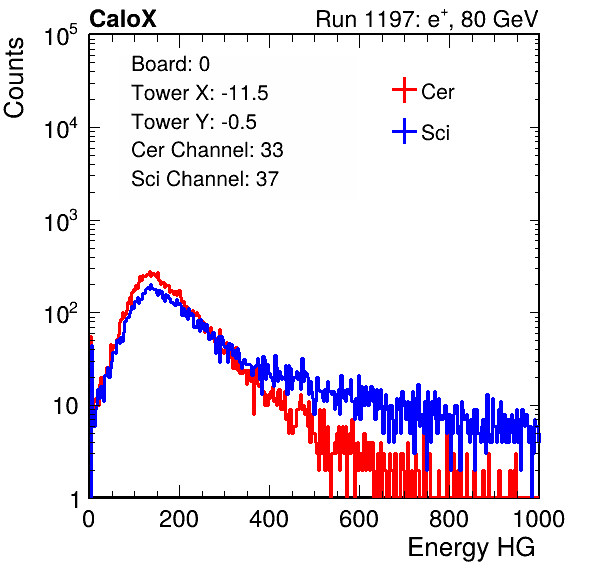 CaloX Run 1197: e⁺, 80 GeV
Counts
Board: 0
Tower X: -11.5
Tower Y: -0.5
Cer Channel: 33
Sci Channel: 37
Cer
Sci
10⁵
10⁴
10³
10²
10
1
0 200 400 600 800 1000
Energy HG